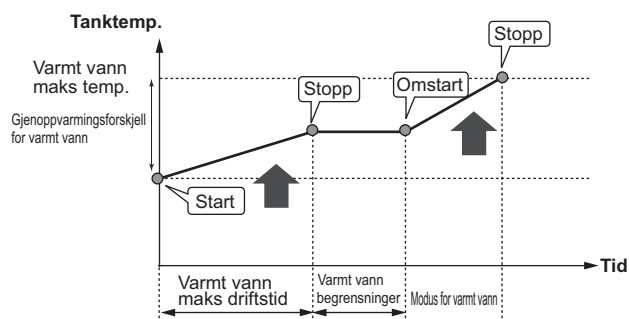 Tanktemp.
Stopp
Varmt vann
maks temp.
Stopp
Omstart
Gjenoppvarmingsforskjell
for varmt vann
Start
Tid
Varmt vann
maks driftstid
Varmt vann
begrensninger
Modus for varmt vann